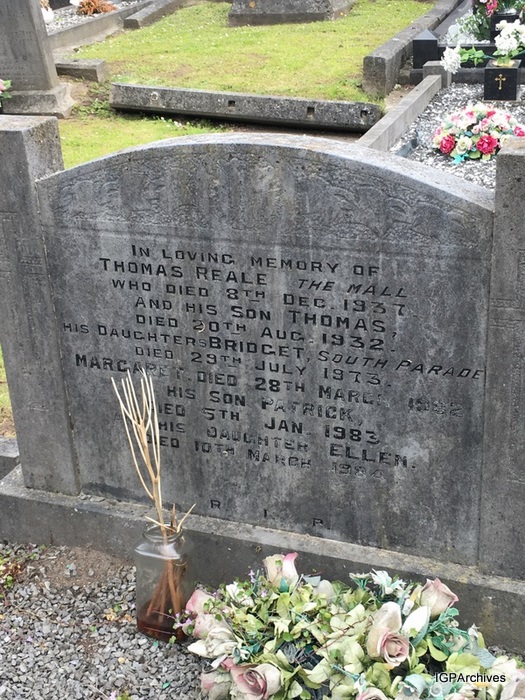 IN LOVING MEMORY OF
THOMAS REALE THE MALL
WHO DIED 8TH DEC. 1937.
AND HIS SON THOMAS,
DIED 20TH AUG. 1932.
HIS DAUGHTERS BRIDGET, SOUTH PARADE
DIED 29TH JULY, 1973.
MARGARET, DIED 28TH MARCH
HIS SON PATRICK,
DIED 5TH JAN. 1983
HIS DAUGHTER ELLEN.
DIED 10TH MARCH
R I P
IGPArchives